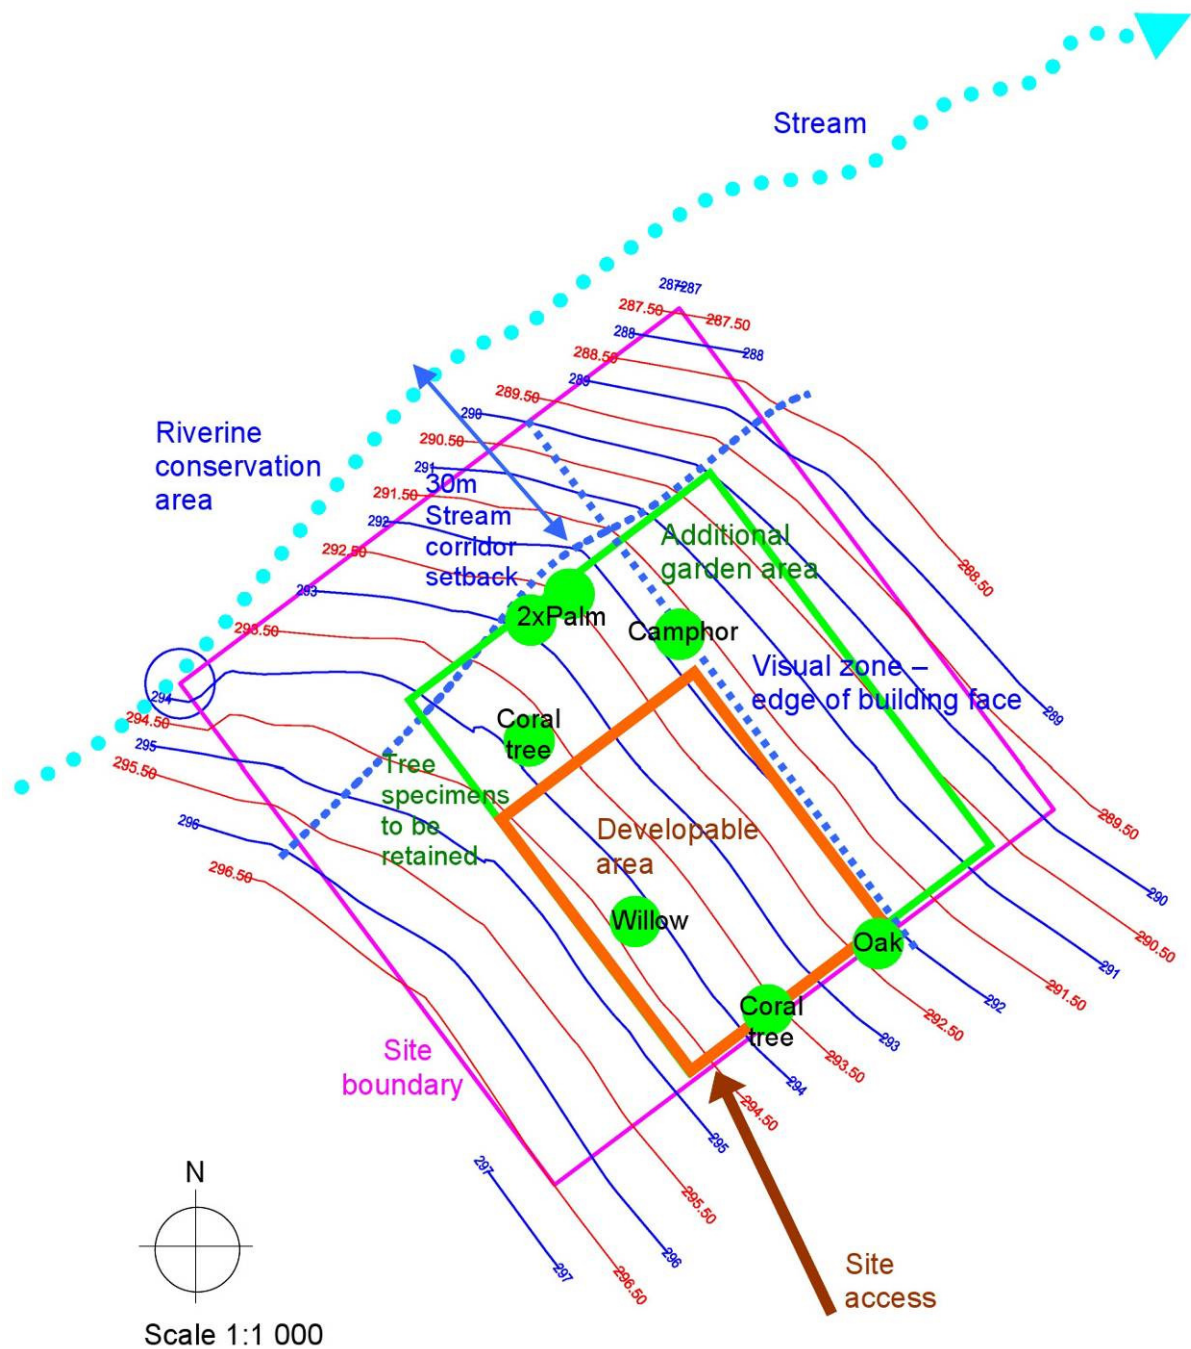 Stream
287
287
287.50
287.50
288
288
288.50
289
289.50
290
290.50
291
291.50
292
292.50
293
293.50
294
294.50
295
295.50
296
296.50
Riverine
conservation
area
30m
Stream
corridor
setback
Additional
garden area
2xPalm
Camphor
288.50
Visual zone –
edge of building face
289
Coral
tree
Tree
specimens
to be
retained
Developable
area
289.50
290
Willow
Oak
290.50
291
291.50
292
Coral
tree
292.50
293
293.50
294
294.50
Site
boundary
295
297
295.50
296
297
296.50
N
Site
access
Scale 1:1 000